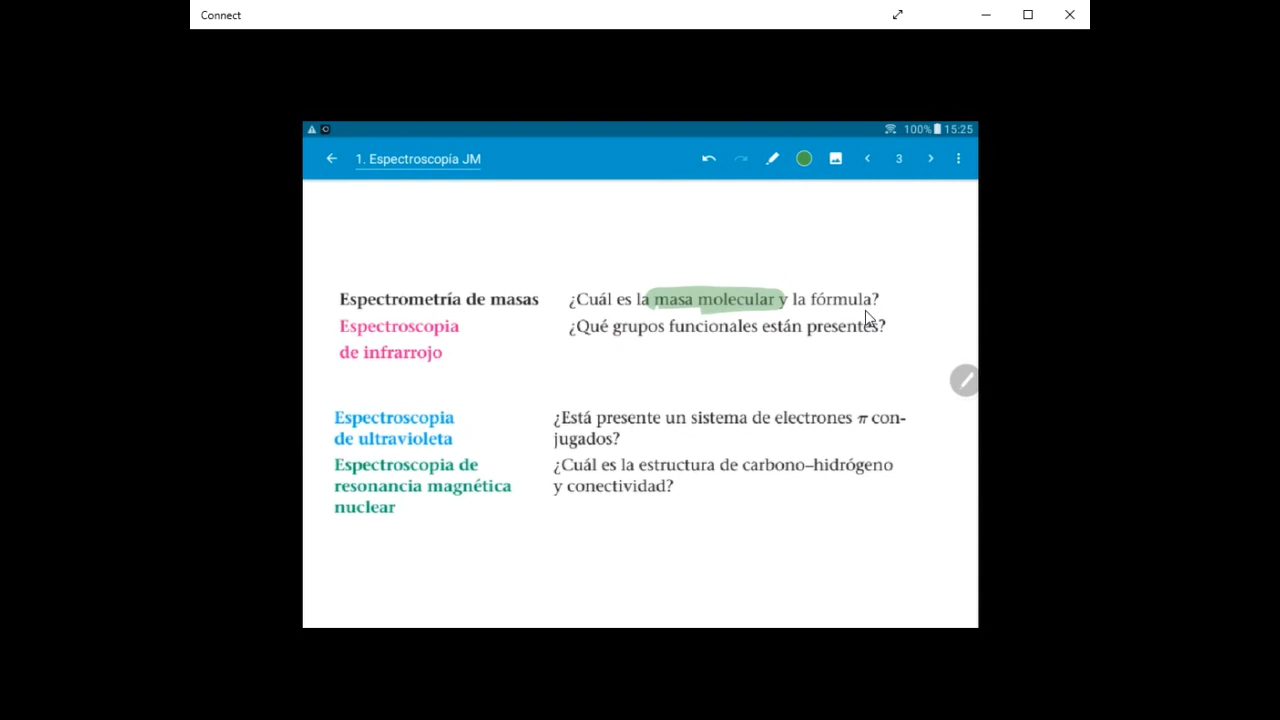 Connect
100% 15:25
1. Espectroscopía JM
3
Espectrometría de masas ¿Cuál es la masa molecular y la fórmula?
Espectroscopia ¿Qué grupos funcionales están presentes?
de infrarrojo
Espectroscopia ¿Está presente un sistema de electrones π con-
de ultravioleta jugados?
Espectroscopia de ¿Cuál es la estructura de carbono–hidrógeno
resonancia magnética y conectividad?
nuclear